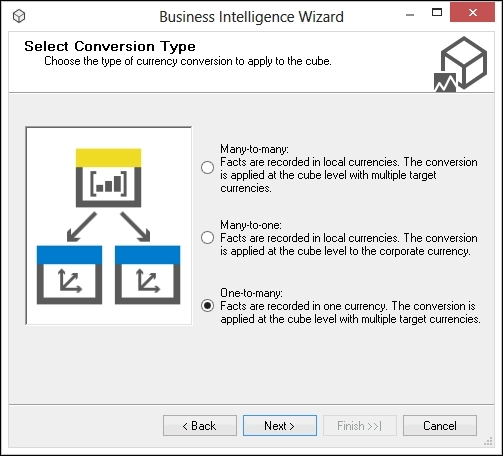 Business Intelligence Wizard
Select Conversion Type
Choose the type of currency conversion to apply to the cube.
Many-to-many:
Facts are recorded in local currencies. The conversion
is applied at the cube level with multiple target
currencies.
Many-to-one:
Facts are recorded in local currencies. The conversion
is applied at the cube level to the corporate currency.
One-to-many:
Facts are recorded in one currency. The conversion is
applied at the cube level with multiple target currencies.
< Back
Next >
Finish >>|
Cancel